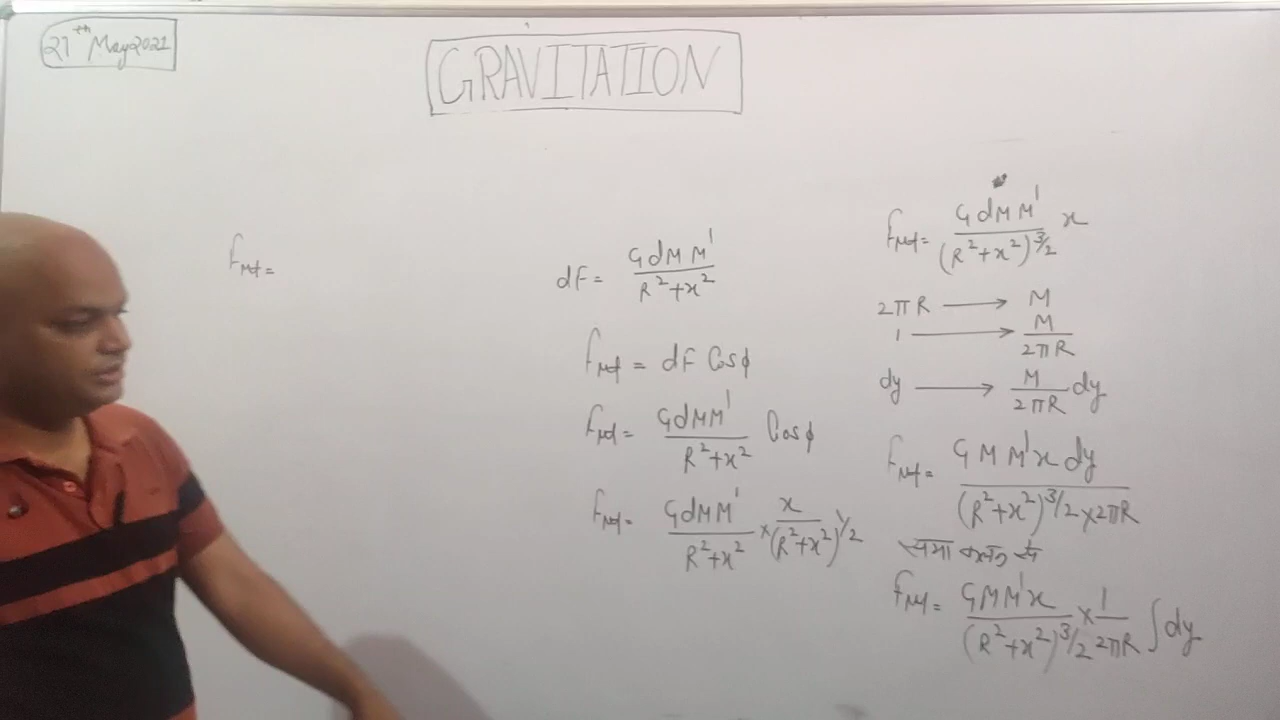 27th May 2021
GRAVITATION
Fnet =
dF = GdMM' / R²+x²
Fnet = dF Cosφ
Fnet = GdMM' / R²+x² Cosφ
Fnet = GdMM' / R²+x² × x / (R²+x²)^1/2
Fnet = GdMM' / (R²+x²)^3/2 x
2πR → M
1 → M / 2πR
dy → M / 2πR dy
Fnet = GMM'x dy / (R²+x²)^3/2 × 2πR
से
Fnet = GMM'x / (R²+x²)^3/2 × 1 / 2πR ∫dy